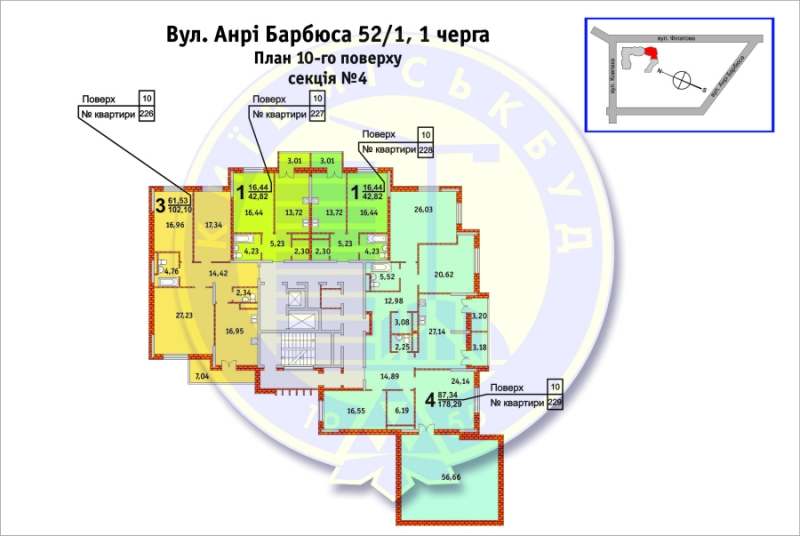 Вул. Анрі Барбюса 52/1, 1 черга
План 10-го поверху
секція №4
вул. Філатова
вул. Ковпака
вул. Анрі Барбюса
N
S
Поверх 10
№ квартири 226
Поверх 10
№ квартири 227
Поверх 10
№ квартири 228
КИЇВМІСЬКБУД
3 61,53
102,10
16,96
17,34
4,76
14,42
2,34
27,23
16,95
7,04
3.01
1 16.44
42,82
16,44
13,72
4,23
5,23
2,30
3.01
1 16.44
42,82
13,72
16,44
2,30
5,23
4,23
26,03
20,62
5,52
12,98
3,08
2,25
27,14
3,20
3,18
14,89
24,14
4 87,34
178,29
Поверх 10
№ квартири 229
16,55
6,19
56,66